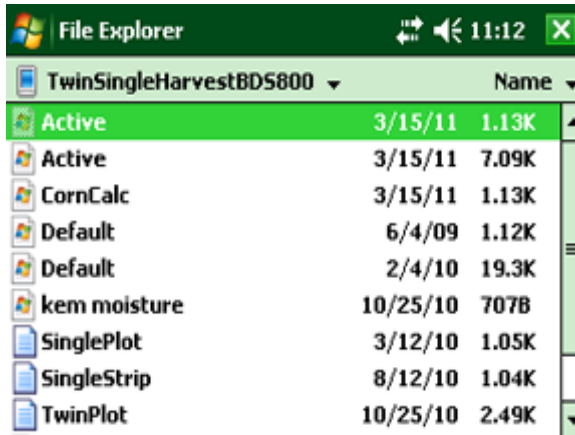 File Explorer 11:12
TwinSingleHarvestBDS800 Name
Active 3/15/11 1.13K
Active 3/15/11 7.09K
CornCalc 3/15/11 1.13K
Default 6/4/09 1.12K
Default 2/4/10 19.3K
kem moisture 10/25/10 707B
SinglePlot 3/12/10 1.05K
SingleStrip 8/12/10 1.04K
TwinPlot 10/25/10 2.49K